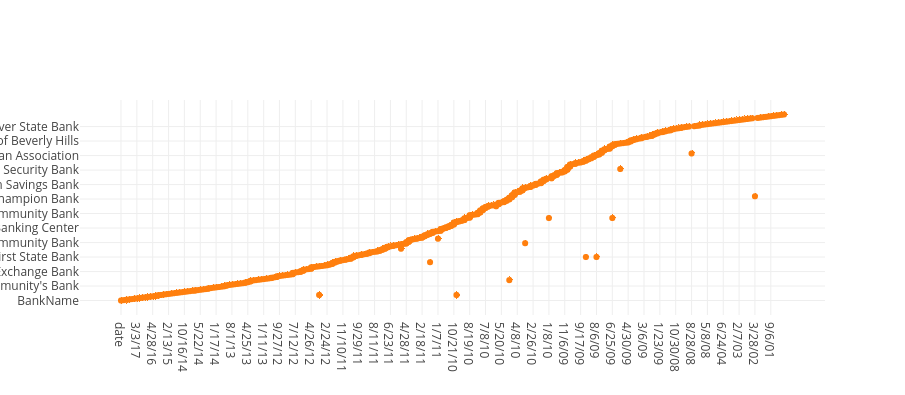 ver State Bank
of Beverly Hills
an Association
Security Bank
Savings Bank
hampion Bank
mmunity Bank
anking Center
mmunity Bank
irst State Bank
Exchange Bank
mmunity's Bank
BankName
date
3/3/17
4/28/16
2/13/15
10/16/14
5/22/14
1/17/14
8/11/13
4/25/13
1/11/13
9/27/12
7/12/12
4/26/12
2/24/12
11/10/11
9/29/11
8/11/11
6/23/11
4/28/11
2/18/11
1/7/11
10/21/10
8/19/10
7/8/10
5/20/10
4/8/10
2/26/10
1/8/10
11/6/09
9/17/09
8/6/09
6/25/09
4/30/09
3/6/09
1/23/09
10/30/08
8/28/08
5/8/08
6/24/04
2/7/03
3/28/02
9/6/01